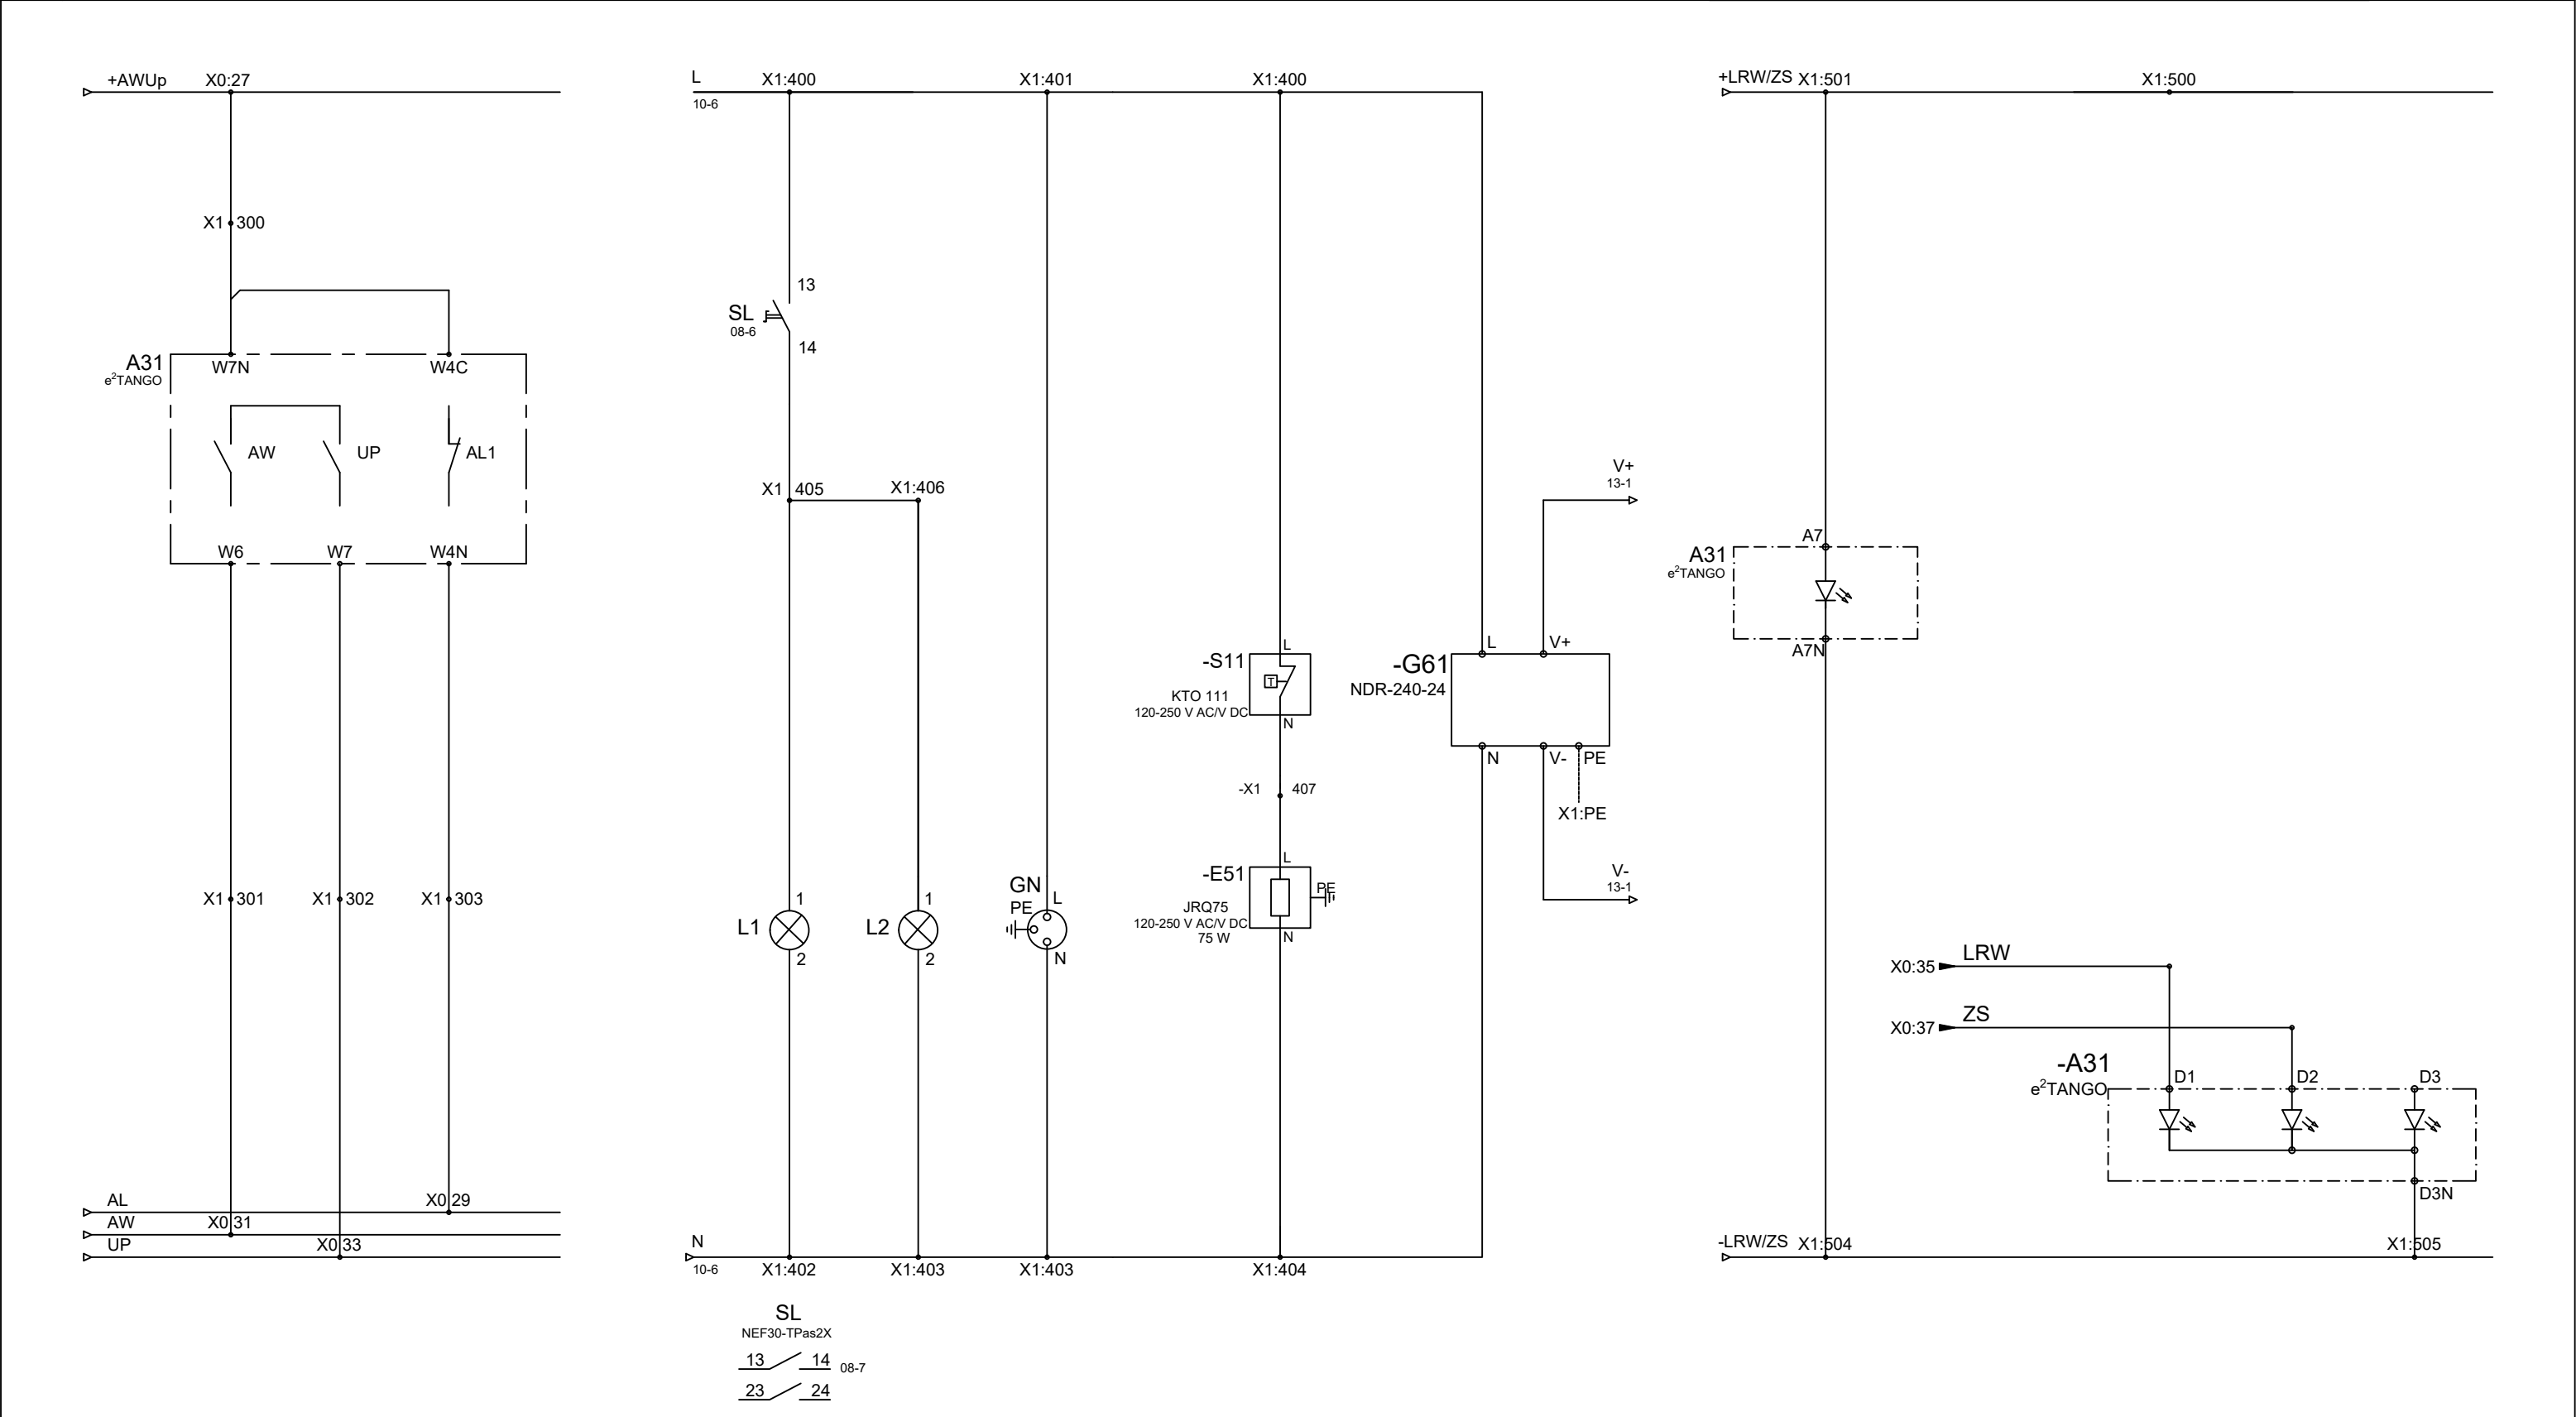 +AWUp X0:27
X1 300
A31
e²TANGO
W7N W4C
AW UP AL1
W6 W7 W4N
X1 301 X1 302 X1 303
AL X0 29
AW X0 31
UP X0 33
L X1:400 X1:401 X1:400
10-6
13
SL
08-6
14
X1 405 X1:406
L
-S11
KTO 111
120-250 V AC/V DC
N
-X1 407
L
-E51
PE
JRQ75
120-250 V AC/V DC
75 W
N
1 1
L1 L2
2 2
GN L
PE
N
V+
13-1
L V+
-G61
NDR-240-24
N V- PE
X1:PE
V-
13-1
N
10-6 X1:402 X1:403 X1:403 X1:404
SL
NEF30-TPas2X
13 14 08-7
23 24
+LRW/ZS X1:501 X1:500
A7
A31
e²TANGO
A7N
X0:35 LRW
X0:37 ZS
-A31
e²TANGO
D1 D2 D3
D3N
-LRW/ZS X1:504 X1:505